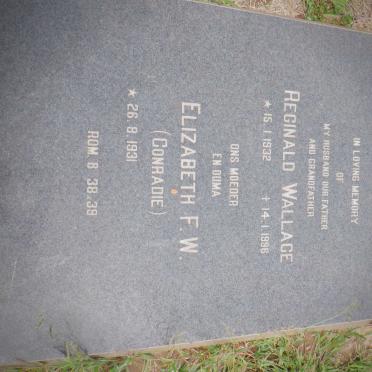 IN LOVING MEMORY
OF
MY HUSBAND OUR FATHER
AND GRANDFATHER
REGINALD WALLACE
★ 15.1.1932 † 14.1.1996
ONS MOEDER
EN OUMA
ELIZABETH F. W.
(CONRADIE)
★ 26.8.1931
ROM. 8 38.39